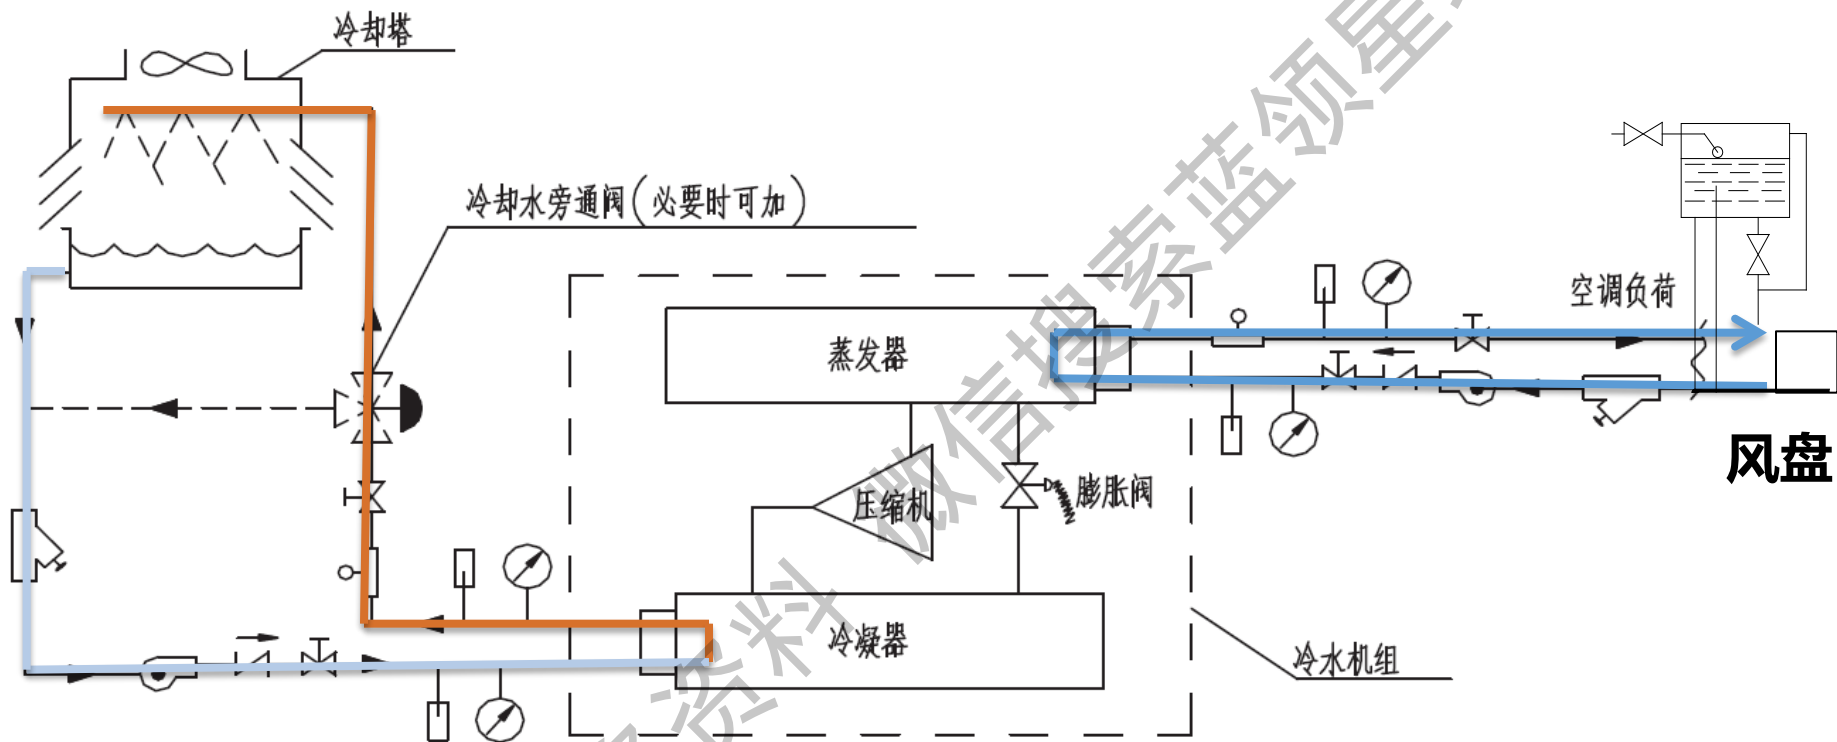 冷却塔
冷却水旁通阀(必要时可加)
空调负荷
蒸发器
风盘
压缩机
膨胀阀
冷凝器
冷水机组
资料 微信搜索蓝领星